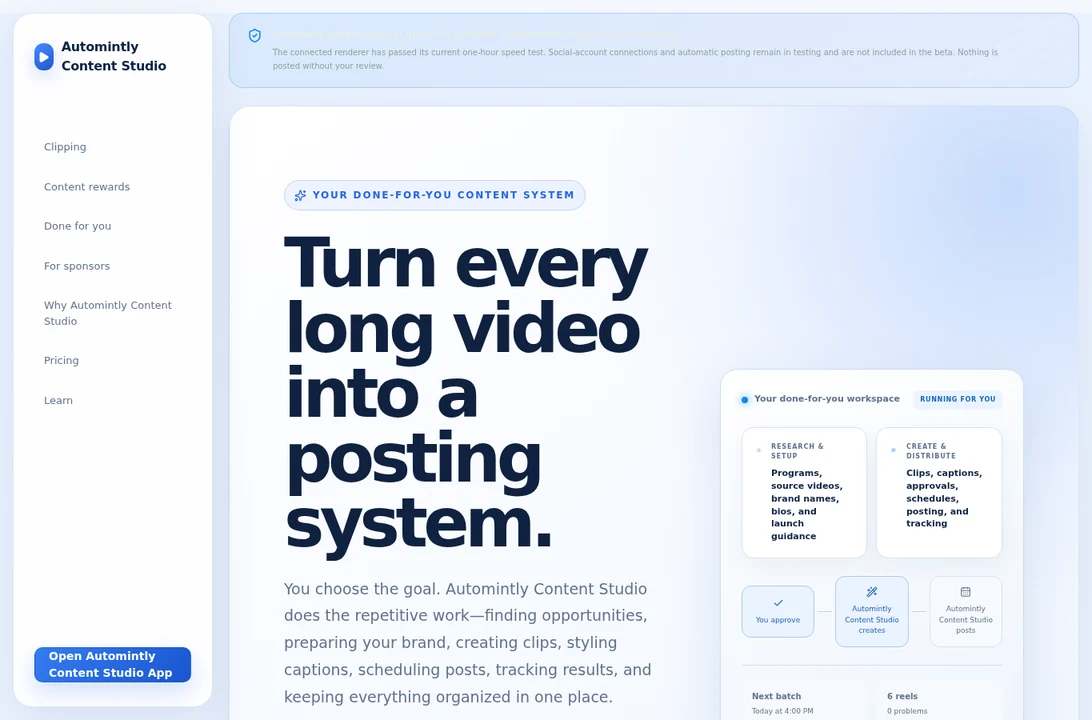 Automintly
Content Studio
Clipping
Content rewards
Done for you
For sponsors
Why Automintly Content
Studio
Pricing
Learn
Open Automintly
Content Studio App
The connected renderer has passed its current one-hour speed test. Social-account connections and automatic posting remain in testing and are not included in the beta. Nothing is
posted without your review.
YOUR DONE-FOR-YOU CONTENT SYSTEM
Turn every
long video
into a
posting
system.
You choose the goal. Automintly Content Studio
does the repetitive work—finding opportunities,
preparing your brand, creating clips, styling
captions, scheduling posts, tracking results, and
keeping everything organized in one place.
Your done-for-you workspace
RUNNING FOR YOU
RESEARCH &
SETUP
Programs,
source videos,
brand names,
bios, and
launch
guidance
CREATE &
DISTRIBUTE
Clips, captions,
approvals,
schedules,
posting, and
tracking
You approve
Automintly
Content Studio
creates
Automintly
Content Studio
posts
Next batch
Today at 4:00 PM
6 reels
0 problems